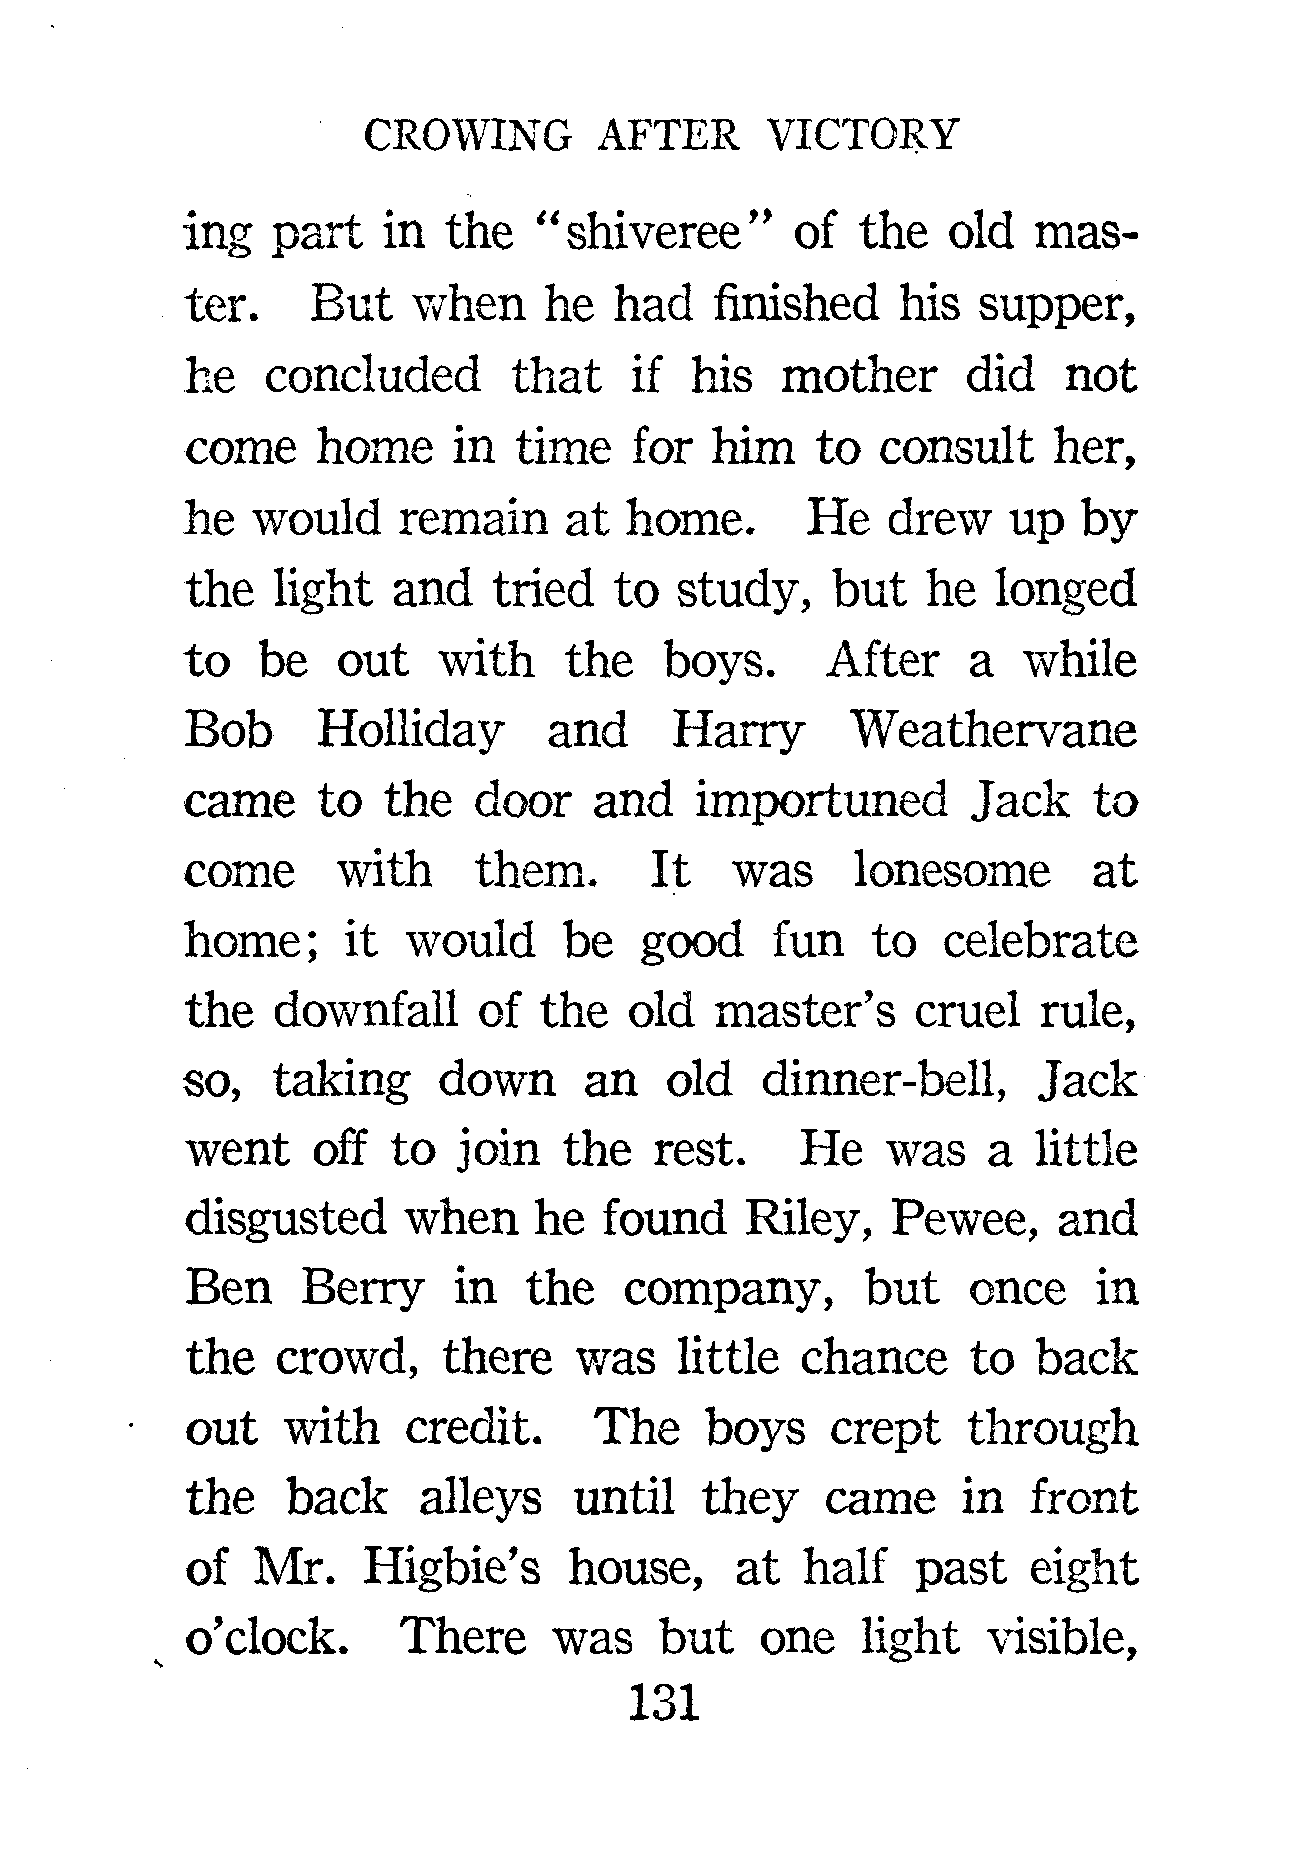 CROWING AFTER VICTORY
ing part in the “shiveree” of the old mas-
ter. But when he had finished his supper,
he concluded that if his mother did not
come home in time for him to consult her,
he would remain at home. He drew up by
the light and tried to study, but he longed
to be out with the boys. After a while
Bob Holliday and Harry Weathervane
came to the door and importuned Jack to
come with them. It was lonesome at
home; it would be good fun to celebrate
the downfall of the old master’s cruel rule,
so, taking down an old dinner-bell, Jack
went off to join the rest. He was a little
disgusted when he found Riley, Pewee, and
Ben Berry in the company, but once in
the crowd, there was little chance to back
out with credit. The boys crept through
the back alleys until they came in front
of Mr. Higbie’s house, at half past eight
o’clock. There was but one light visible,
131